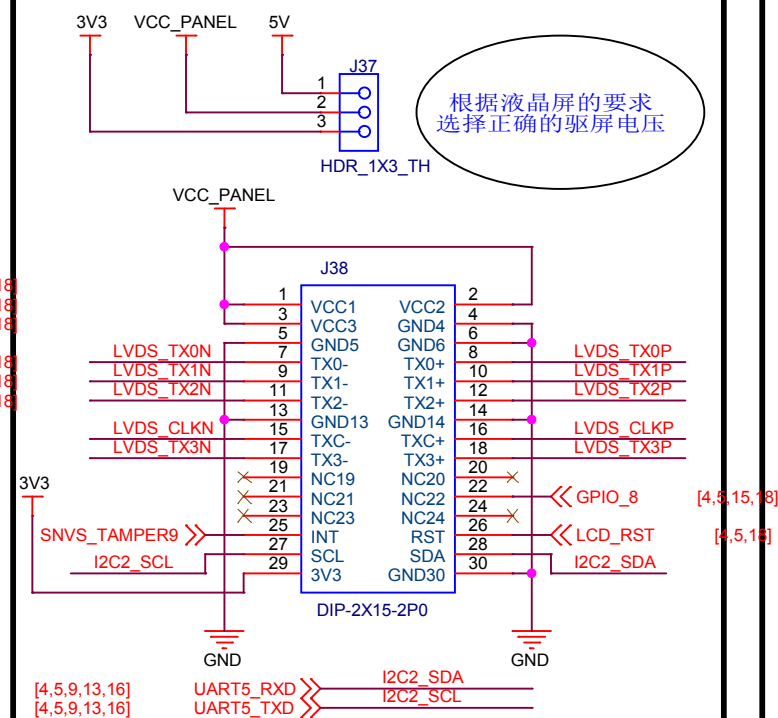 3V3 VCC_PANEL 5V
J37
1
2
3
HDR_1X3_TH
根据液晶屏的要求
选择正确的驱屏电压
VCC_PANEL
J38
1 VCC1 VCC2 2
3 VCC3 GND4 4
5 GND5 GND6 6
LVDS_TX0N 7 TX0- TX0+ 8 LVDS_TX0P
LVDS_TX1N 9 TX1- TX1+ 10 LVDS_TX1P
LVDS_TX2N 11 TX2- TX2+ 12 LVDS_TX2P
13 GND13 GND14 14
LVDS_CLKN 15 TXC- TXC+ 16 LVDS_CLKP
LVDS_TX3N 17 TX3- TX3+ 18 LVDS_TX3P
19 NC19 NC20 20
3V3
21 NC21 NC22 22 GPIO_8 [4,5,15,18]
23 NC23 NC24 24
SNVS_TAMPER9 25 INT RST 26 LCD_RST [4,5,18]
I2C2_SCL 27 SCL SDA 28 I2C2_SDA
29 3V3 GND30 30
DIP-2X15-2P0
GND GND
[4,5,9,13,16] UART5_RXD I2C2_SDA
[4,5,9,13,16] UART5_TXD I2C2_SCL